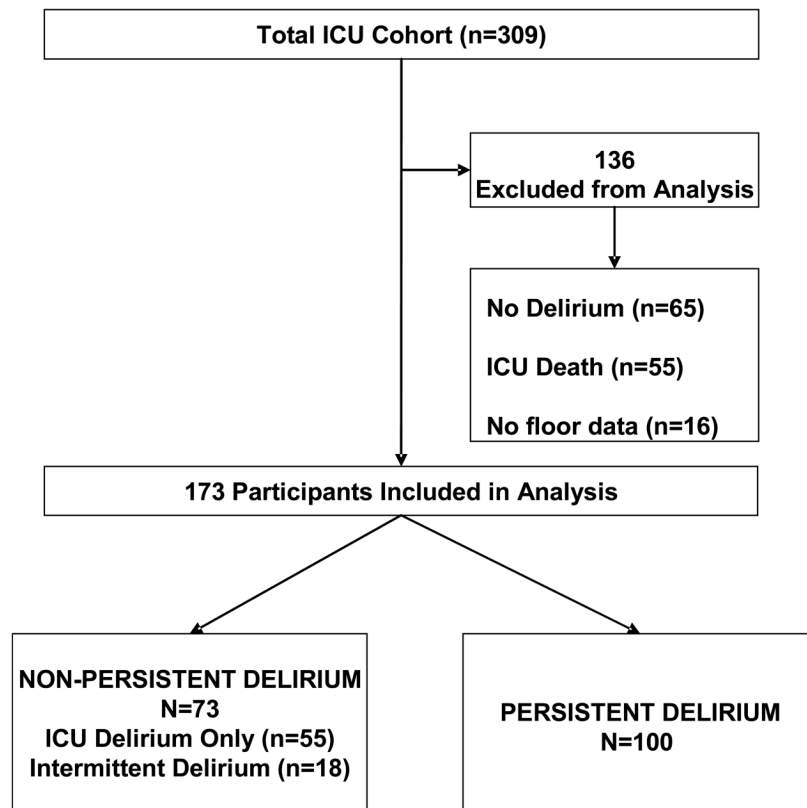 Total ICU Cohort (n=309)
136
Excluded from Analysis
No Delirium (n=65)
ICU Death (n=55)
No floor data (n=16)
173 Participants Included in Analysis
NON-PERSISTENT DELIRIUM
N=73
ICU Delirium Only (n=55)
Intermittent Delirium (n=18)
PERSISTENT DELIRIUM
N=100